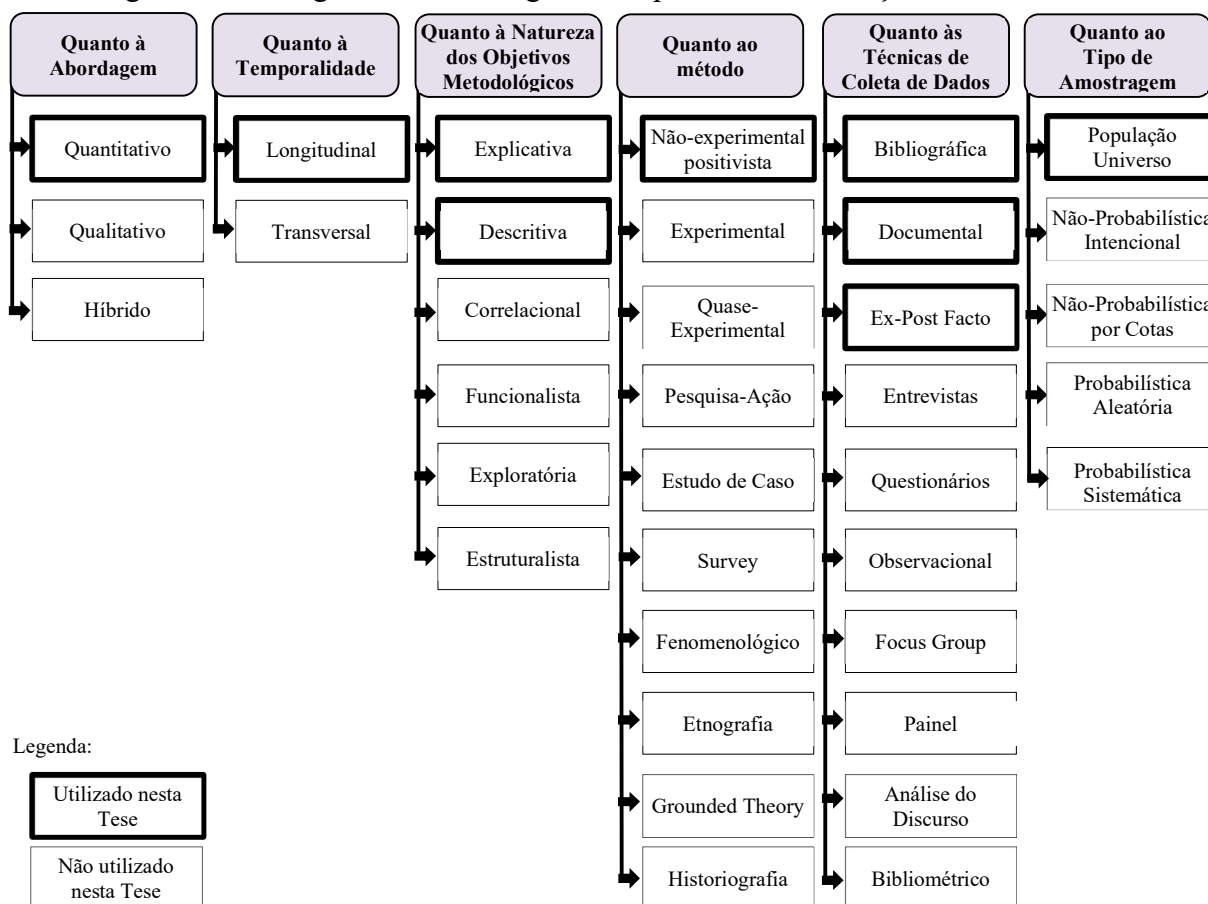 Quanto à
Abordagem
Quantitativo
Qualitativo
Híbrido
Quanto à
Temporalidade
Longitudinal
Transversal
Quanto à Natureza
dos Objetivos
Metodológicos
Explicativa
Descritiva
Correlacional
Funcionalista
Exploratória
Estruturalista
Quanto ao
método
Não-experimental
positivista
Experimental
Quase-
Experimental
Pesquisa-Ação
Estudo de Caso
Survey
Fenomenológico
Etnografia
Grounded Theory
Historiografia
Quanto às
Técnicas de
Coleta de Dados
Bibliográfica
Documental
Ex-Post Facto
Entrevistas
Questionários
Observacional
Focus Group
Painel
Análise do
Discurso
Bibliométrico
Quanto ao
Tipo de
Amostragem
População
Universo
Não-Probabilística
Intencional
Não-Probabilística
por Cotas
Probabilística
Aleatória
Probabilística
Sistemática
Legenda:
Utilizado nesta
Tese
Não utilizado
nesta Tese